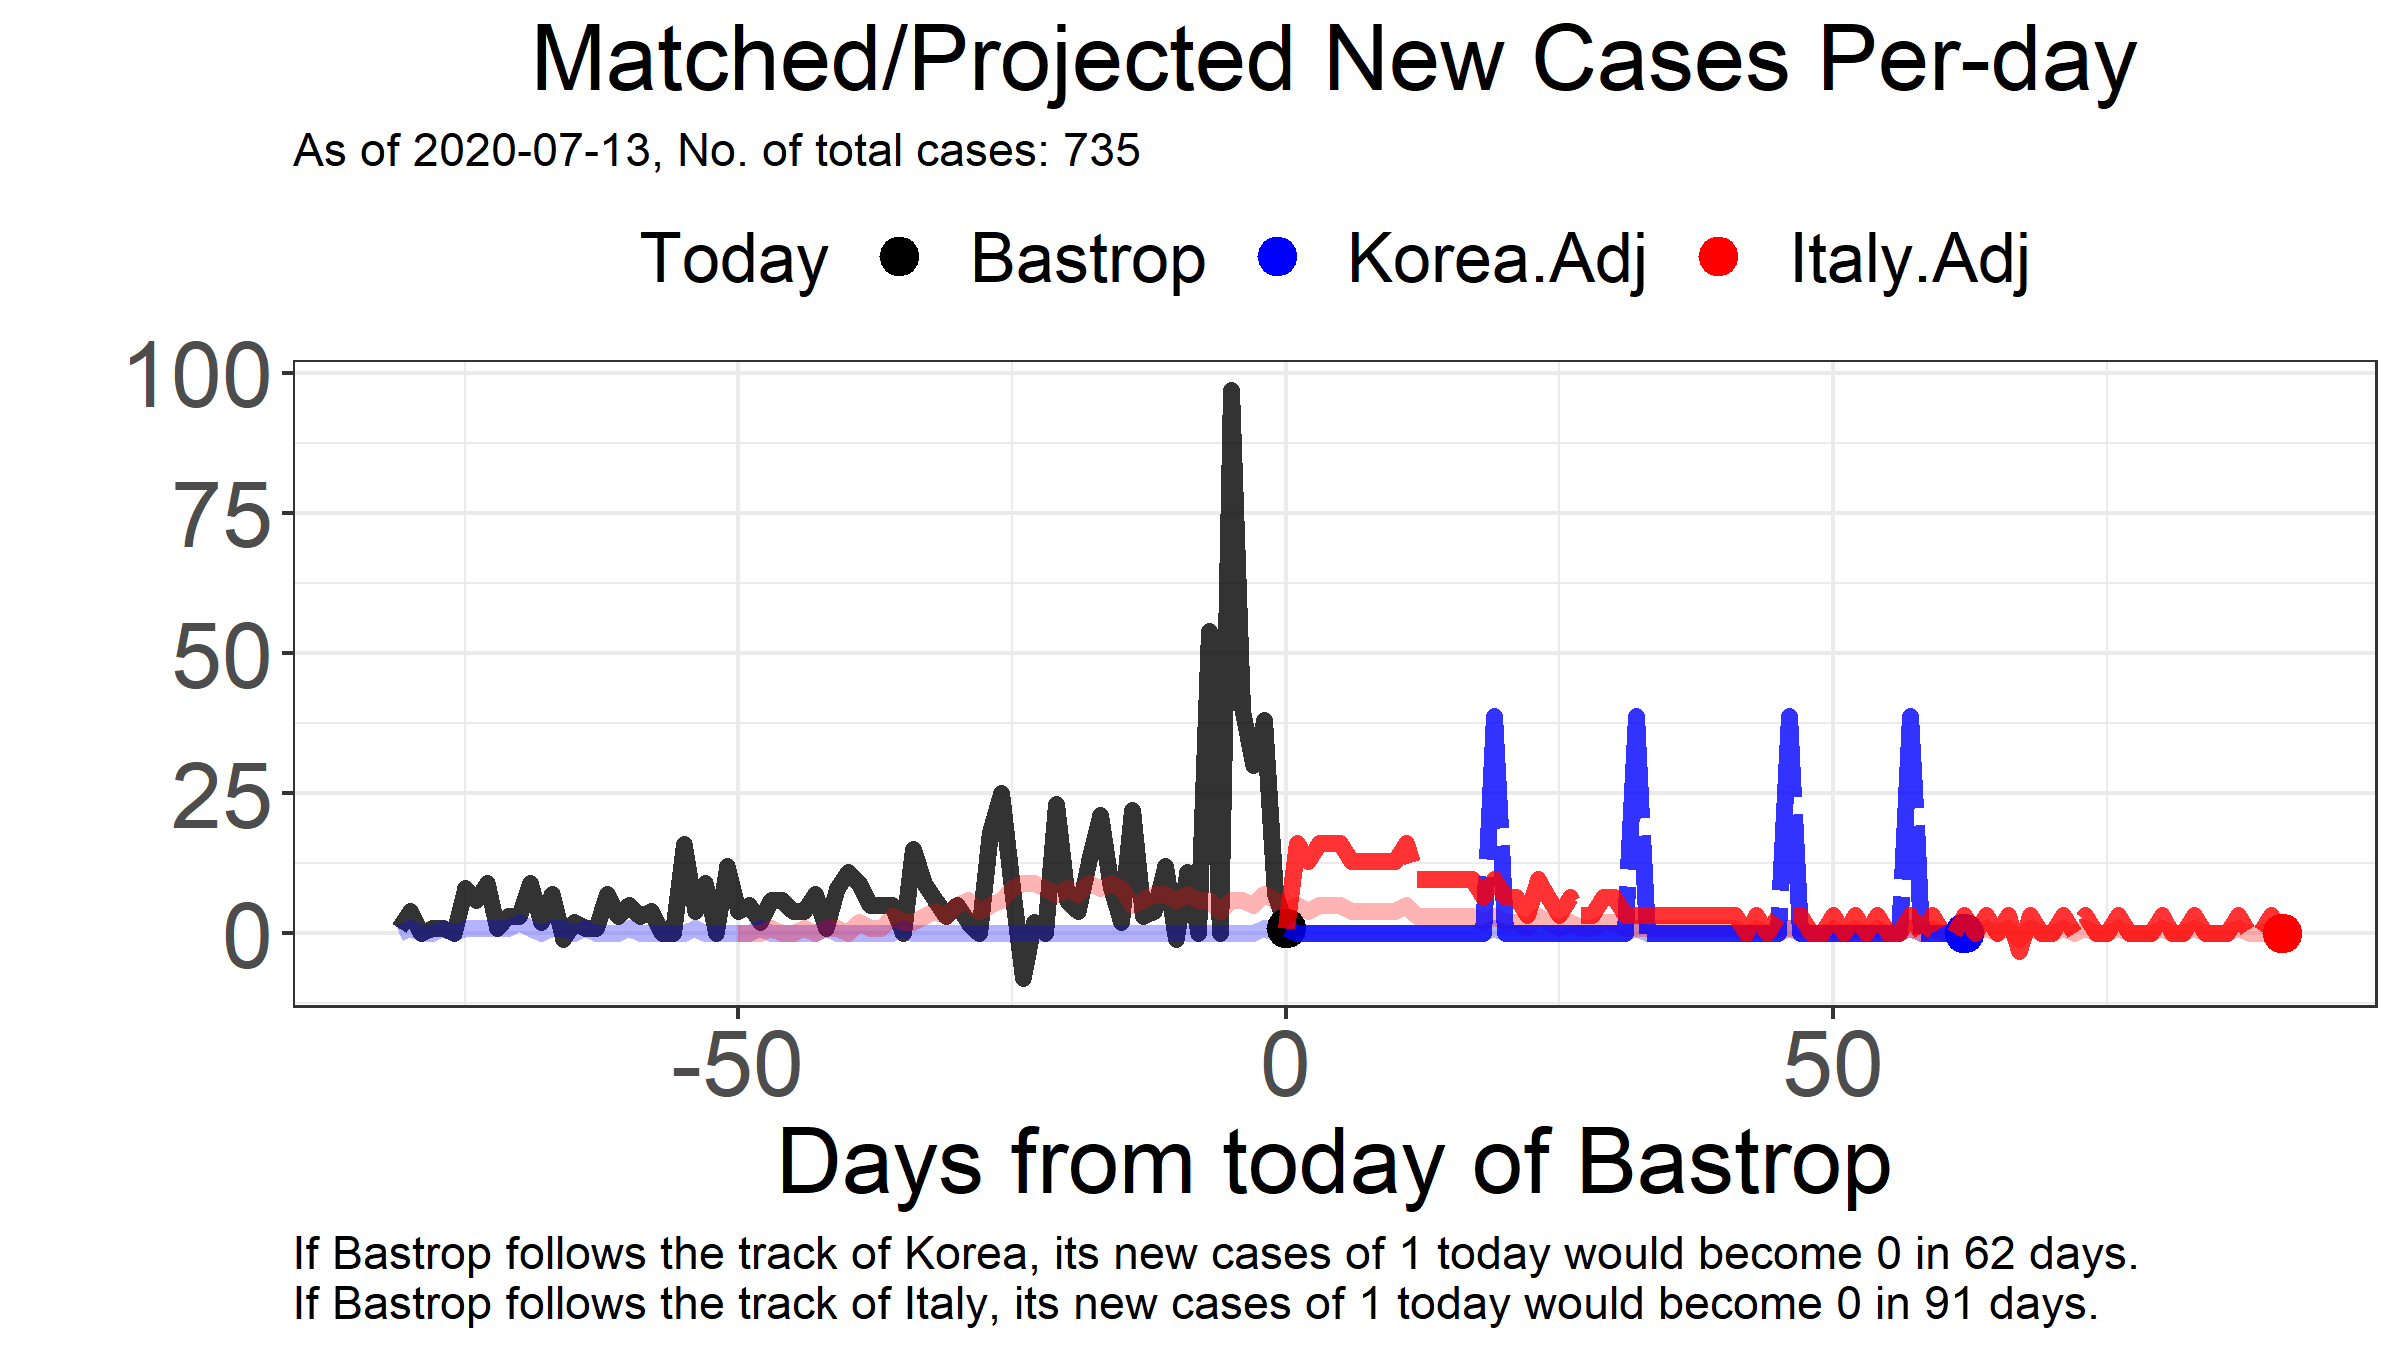 Matched/Projected New Cases Per-day
As of 2020-07-13, No. of total cases: 735
Today Bastrop Korea.Adj Italy.Adj
100
75
50
25
0
-50 0 50
Days from today of Bastrop
If Bastrop follows the track of Korea, its new cases of 1 today would become 0 in 62 days.
If Bastrop follows the track of Italy, its new cases of 1 today would become 0 in 91 days.